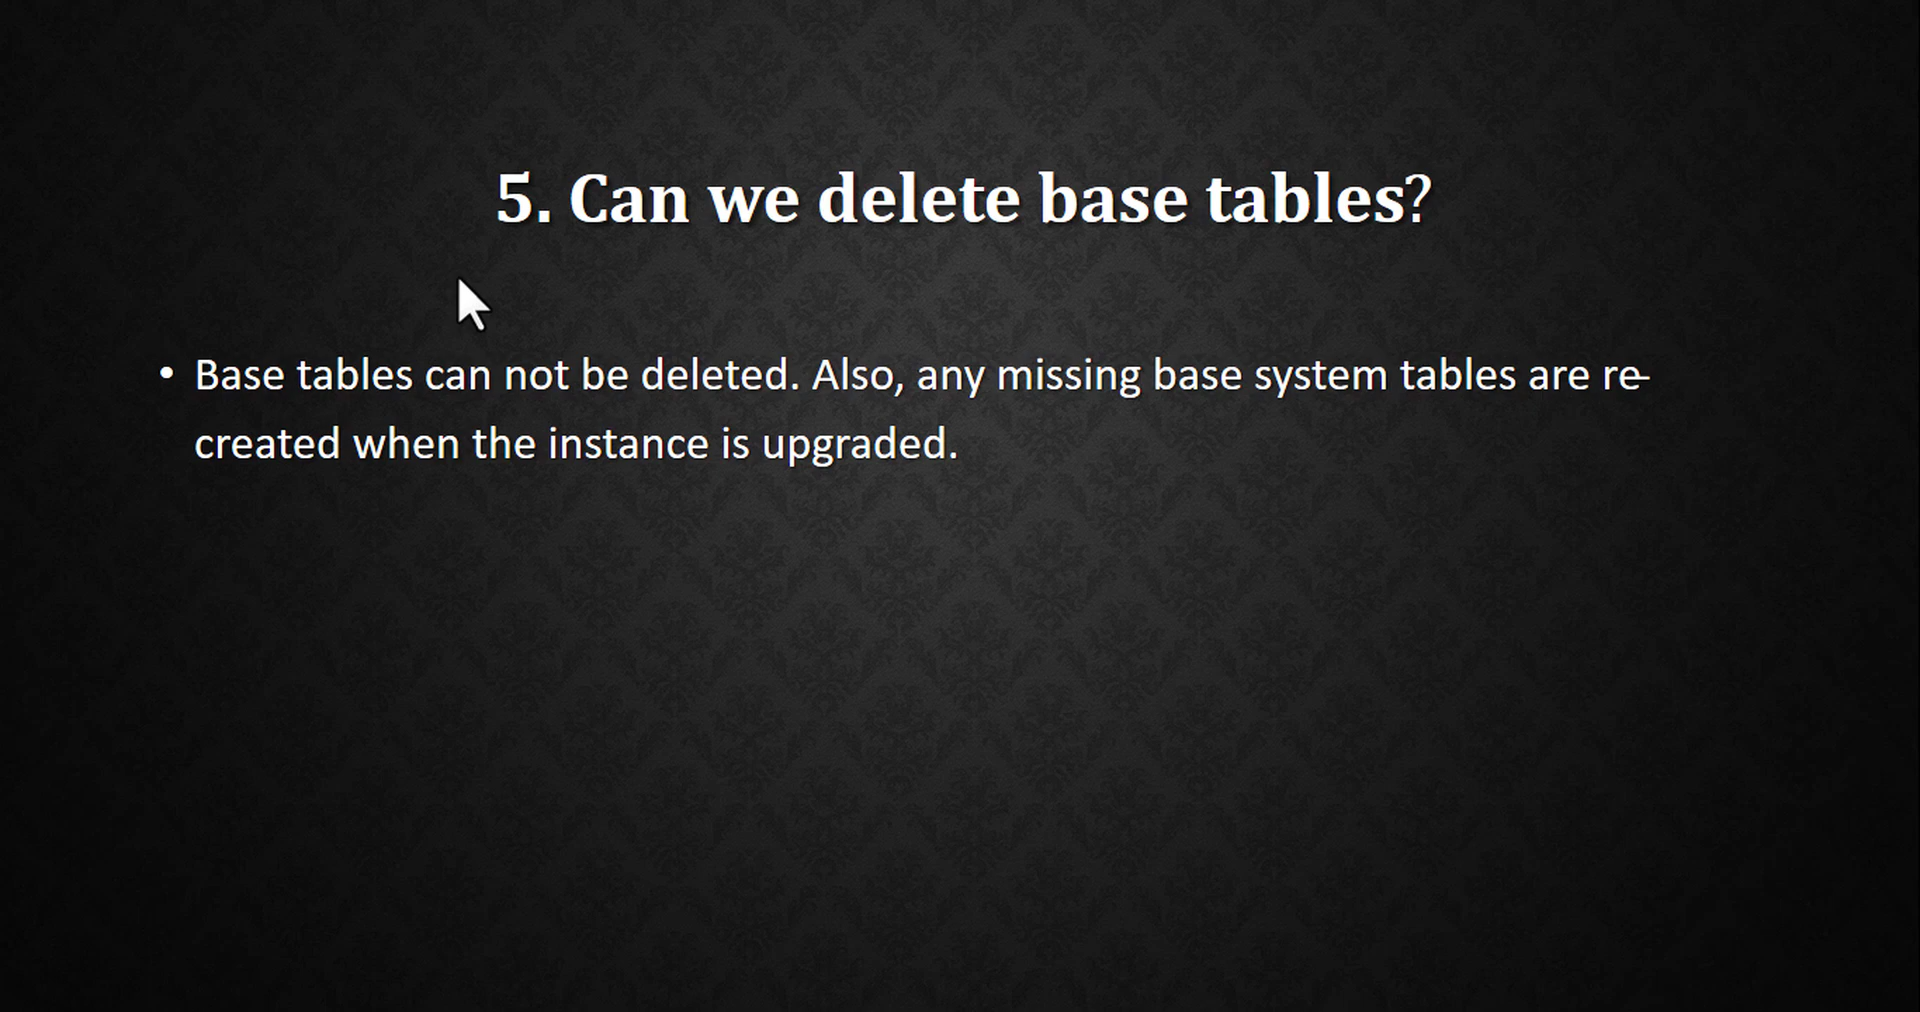 5. Can we delete base tables?
• Base tables can not be deleted. Also, any missing base system tables are re-
created when the instance is upgraded.